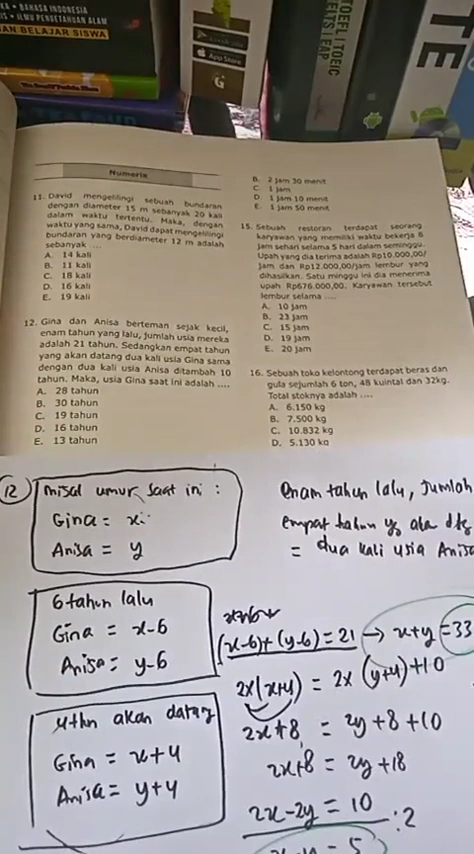 BAHASA INDONESIA
ILMU PENGETAHUAN ALAM
AN BELAJAR SISWA
App Store
TOEFL | TOEIC
TE
Numerik
11. David mengelilingi sebuah bundaran
dengan diameter 15 m sebanyak 20 kali
dalam waktu tertentu. Maka, dengan
waktu yang sama, David dapat mengelilingi
bundaran yang berdiameter 12 m adalah
sebanyak ....
A. 14 kali
B. 11 kali
C. 18 kali
D. 16 kali
E. 19 kali
12. Gina dan Anisa berteman sejak kecil,
enam tahun yang lalu, jumlah usia mereka
adalah 21 tahun. Sedangkan empat tahun
yang akan datang dua kali usia Gina sama
dengan dua kali usia Anisa ditambah 10
tahun. Maka, usia Gina saat ini adalah ....
A. 28 tahun
B. 30 tahun
C. 19 tahun
D. 16 tahun
E. 13 tahun
B. 2 jam 30 menit
C. 1 jam
D. 1 jam 10 menit
E. 1 jam 50 menit
15. Sebuah restoran terdapat seorang
karyawan yang memiliki waktu bekerja 8
jam sehari selama 5 hari dalam seminggu.
Upah yang dia terima adalah Rp10.000,00/
jam dan Rp12.000,00/jam lembur yang
dihasilkan. Satu minggu ini dia menerima
upah Rp676.000,00. Karyawan tersebut
lembur selama ....
A. 10 jam
B. 23 jam
C. 15 jam
D. 19 jam
E. 20 jam
16. Sebuah toko kelontong terdapat beras dan
gula sejumlah 6 ton, 48 kuintal dan 32kg.
Total stoknya adalah ....
A. 6.150 kg
B. 7.500 kg
C. 10.832 kg
D. 5.130 kg
12 misal umur saat ini :
Gina = x
Anisa = y
6 tahun lalu
Gina = x-6
Anisa = y-6
4 thn akan datang
Gina = x+4
Anisa = y+4
enam tahun lalu, jumlah
empat tahun yg akan dtg
= dua kali usia Anisa
(x-6)+(y-6)=21 → x+y=33
2x(x+4) = 2x (y+4)+10
2x+8 = 2y+8+10
2x+8 = 2y+18
2x-2y = 10 :2